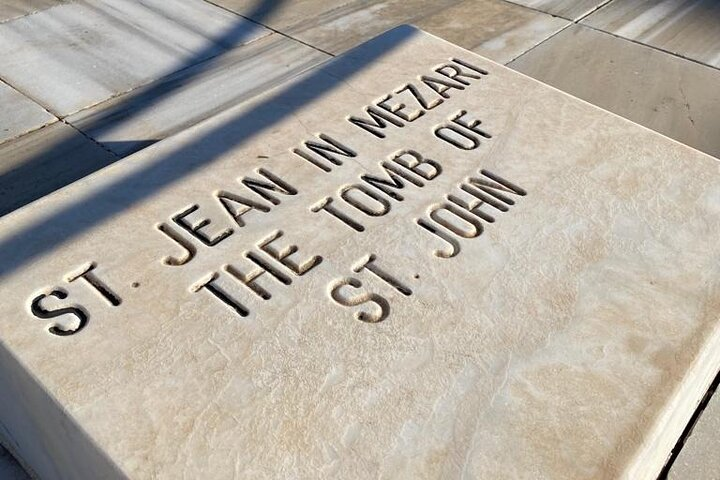 ST. JEAN IN MEZARI
THE TOMB OF
ST. JOHN